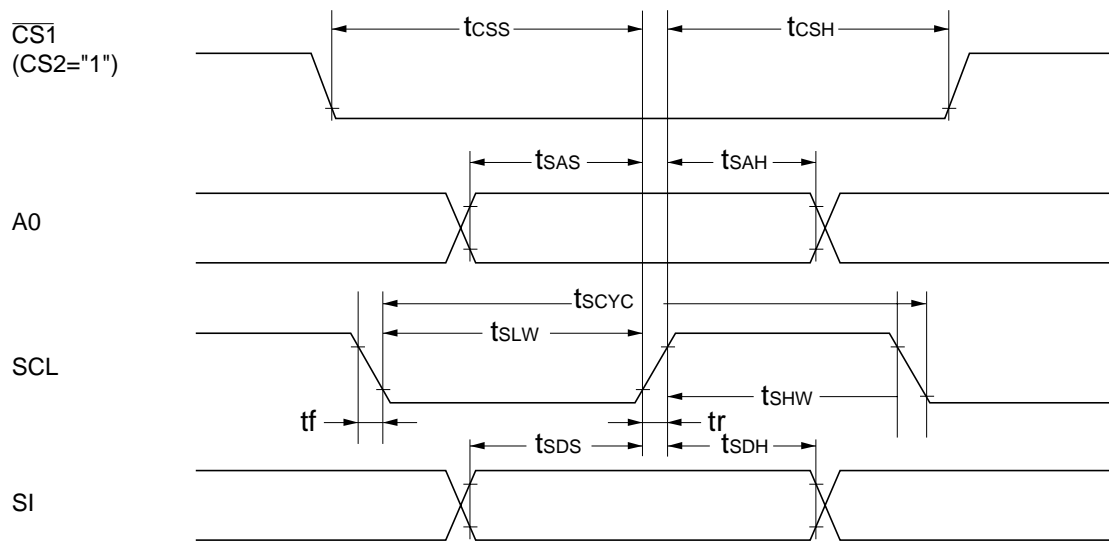 CS1
(CS2="1")
tCSS
tCSH
A0
tSAS
tSAH
tSCYC
SCL
tSLW
tSHW
tf
tr
SI
tSDS
tSDH